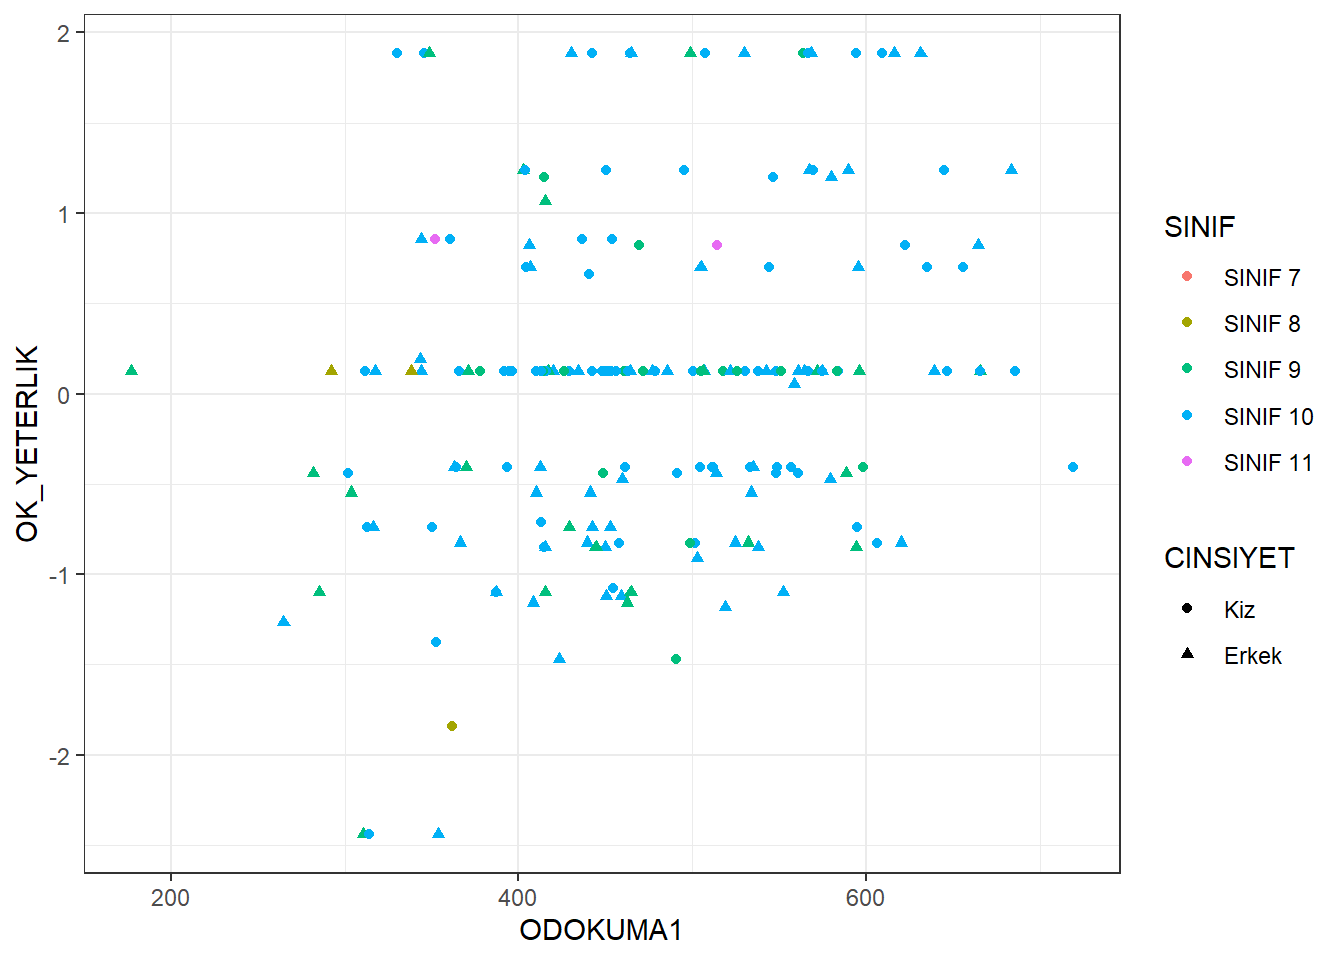 2
1
0
-1
-2
OK_YETERLIK
200
400
600
ODOKUMA1
SINIF
SINIF 7
SINIF 8
SINIF 9
SINIF 10
SINIF 11
CINSIYET
Kiz
Erkek